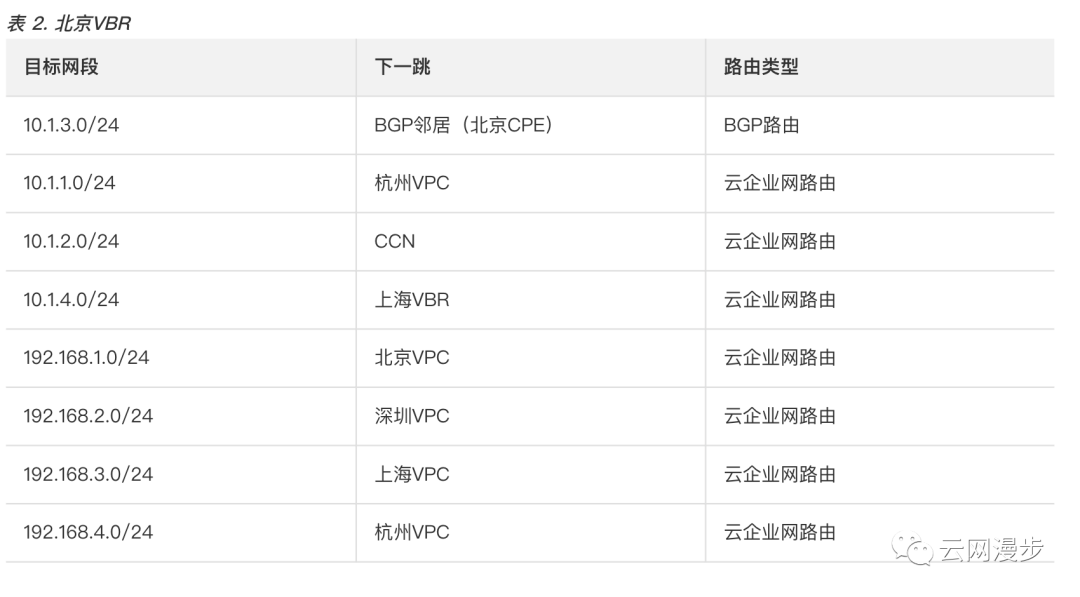 表 2. 北京VBR
目标网段 下一跳 路由类型
10.1.3.0/24 BGP邻居（北京CPE） BGP路由
10.1.1.0/24 杭州VPC 云企业网路由
10.1.2.0/24 CCN 云企业网路由
10.1.4.0/24 上海VBR 云企业网路由
192.168.1.0/24 北京VPC 云企业网路由
192.168.2.0/24 深圳VPC 云企业网路由
192.168.3.0/24 上海VPC 云企业网路由
192.168.4.0/24 杭州VPC 云企业网路由
云网漫步